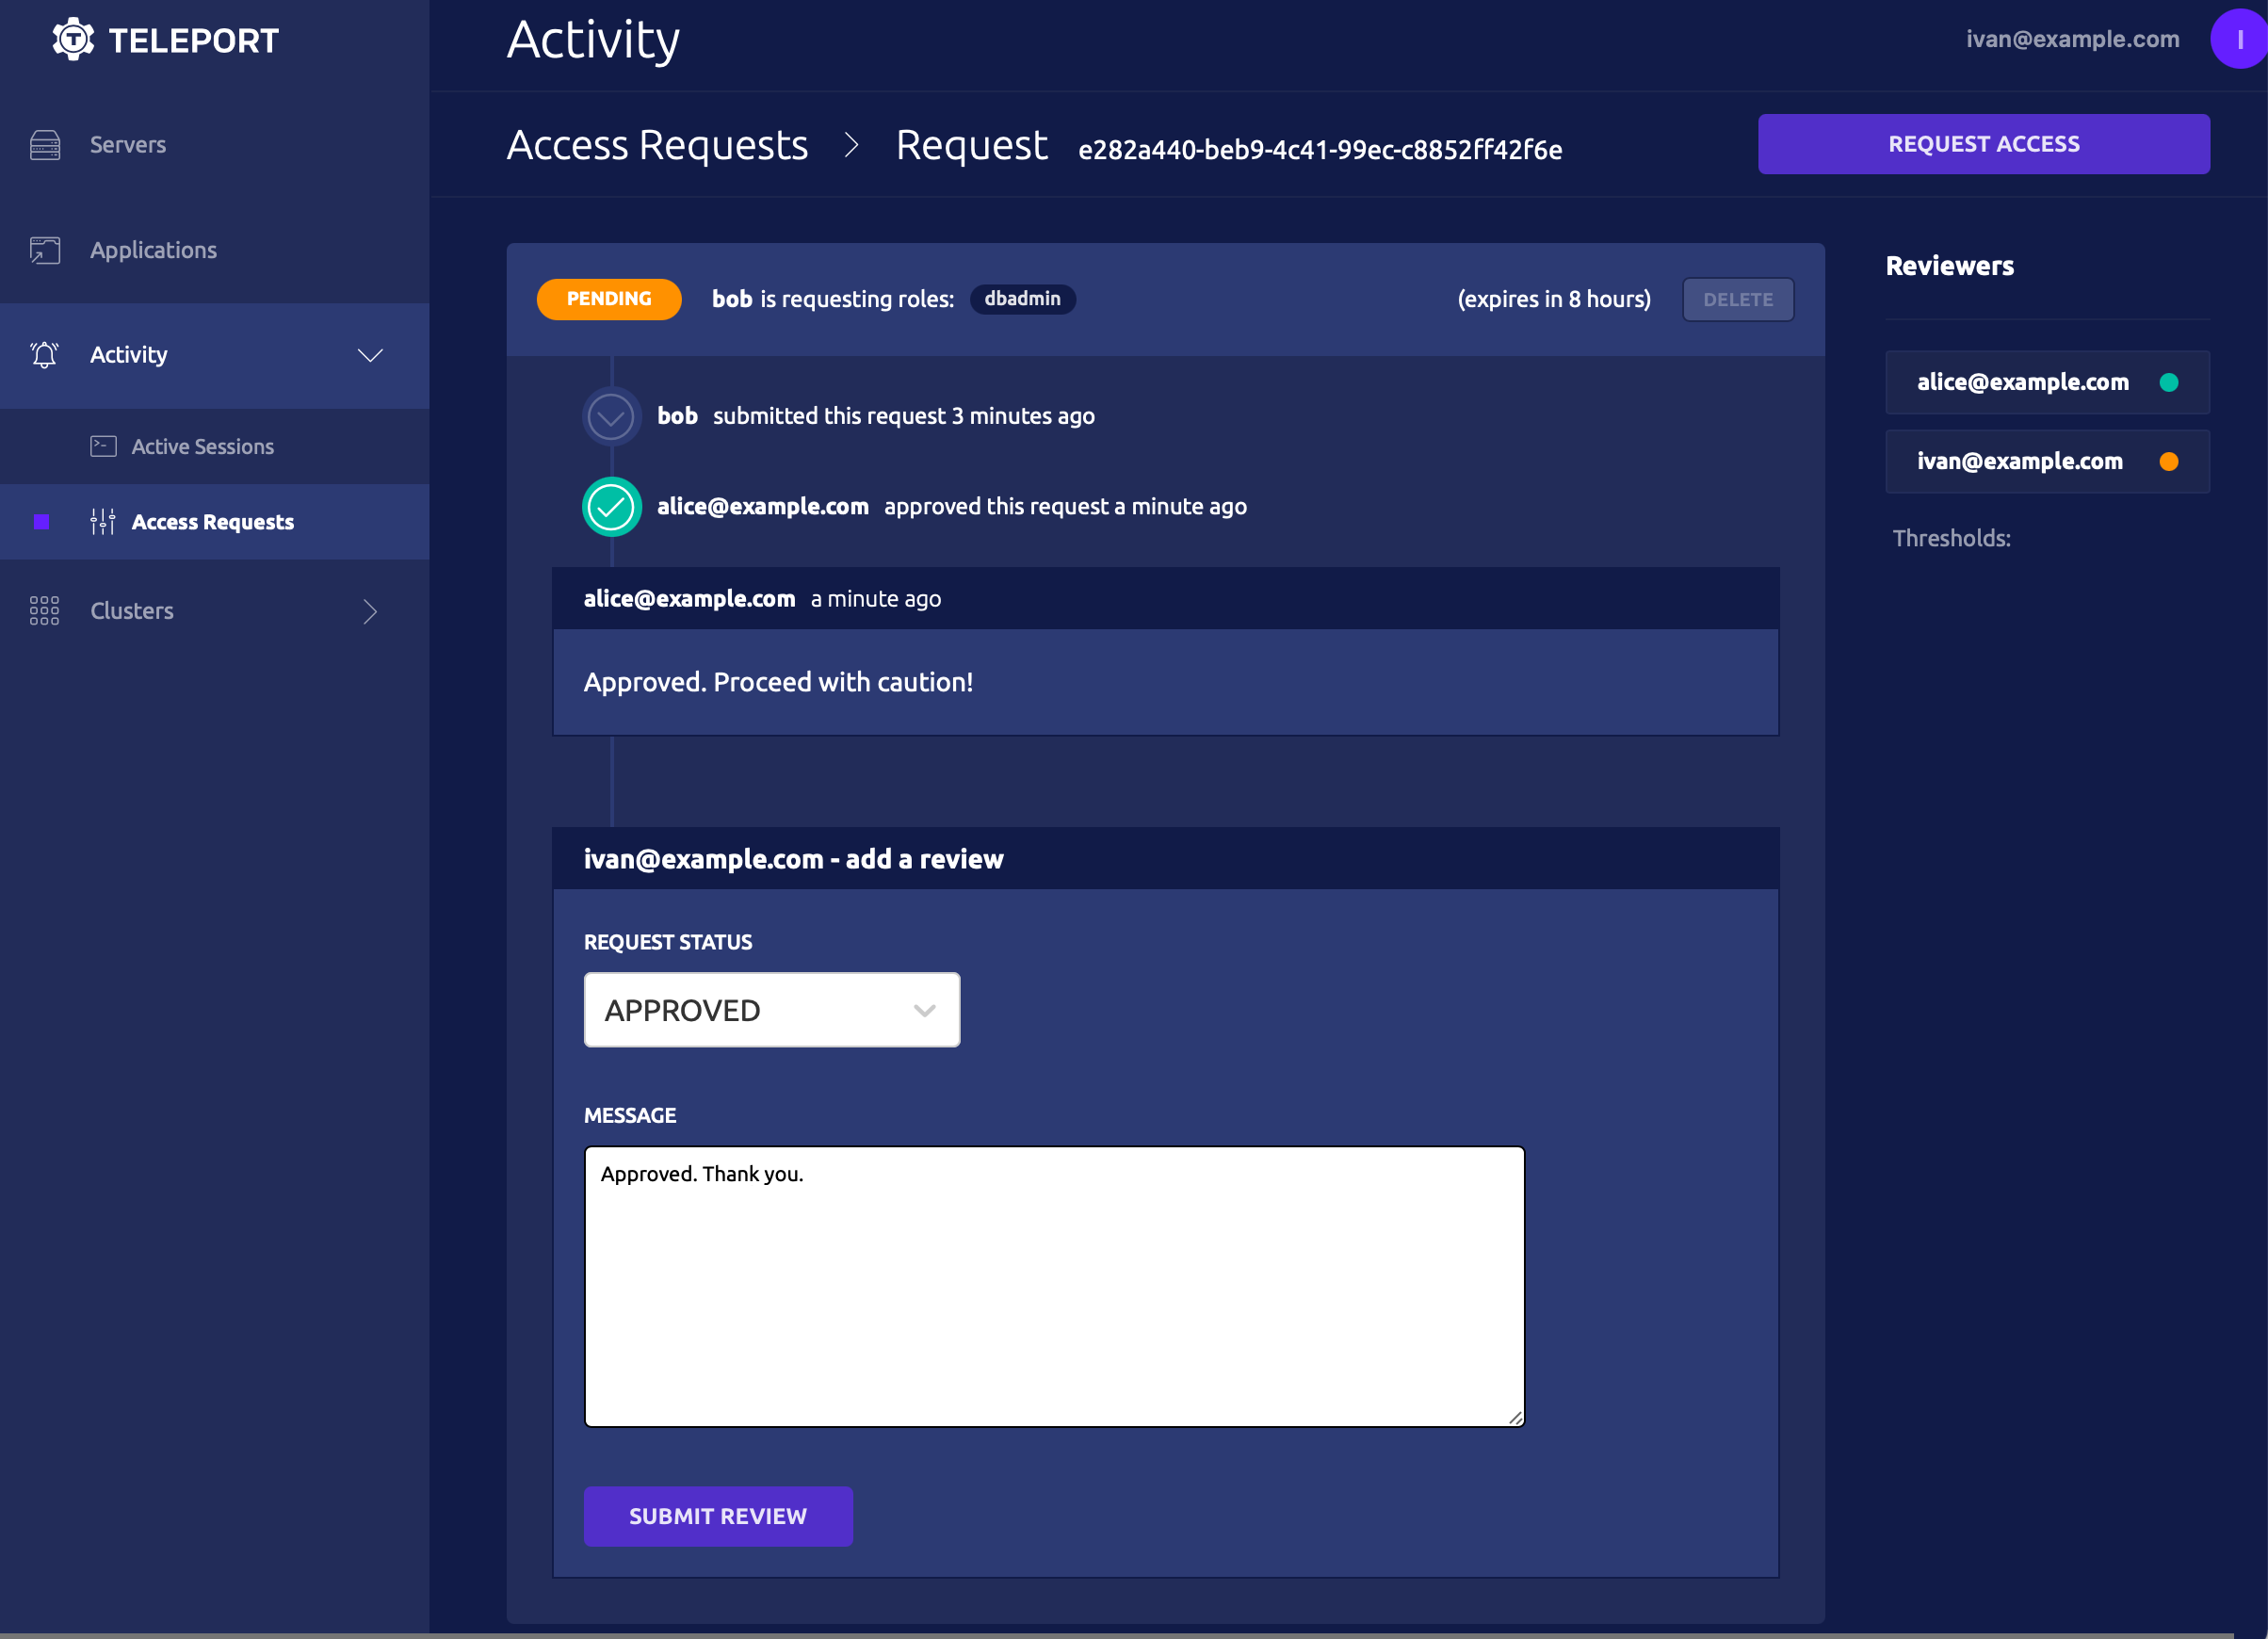 TELEPORT
Servers
Applications
Activity
Active Sessions
Access Requests
Clusters
Activity
ivan@example.com
I
Access Requests > Request e282a440-beb9-4c41-99ec-c8852ff42f6e
REQUEST ACCESS
PENDING bob is requesting roles: dbadmin (expires in 8 hours) DELETE
bob submitted this request 3 minutes ago
alice@example.com approved this request a minute ago
alice@example.com a minute ago
Approved. Proceed with caution!
ivan@example.com - add a review
REQUEST STATUS
APPROVED
MESSAGE
Approved. Thank you.
SUBMIT REVIEW
Reviewers
alice@example.com
ivan@example.com
Thresholds: